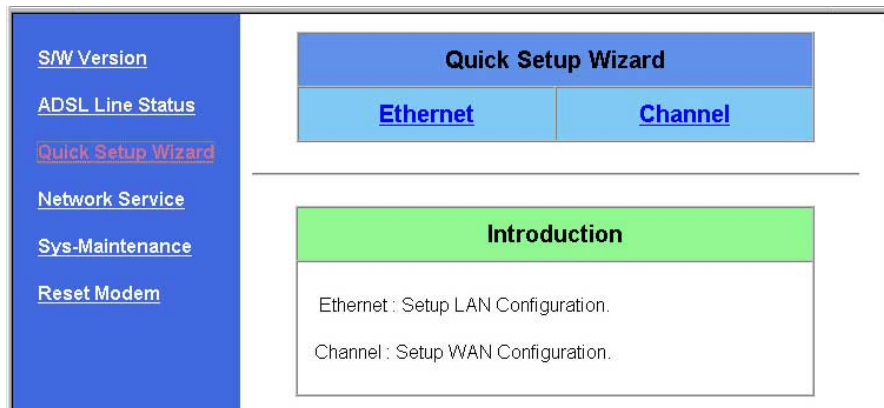 S/W Version
ADSL Line Status
Quick Setup Wizard
Network Service
Sys-Maintenance
Reset Modem
Quick Setup Wizard
Ethernet Channel
Introduction
Ethernet : Setup LAN Configuration.
Channel : Setup WAN Configuration.